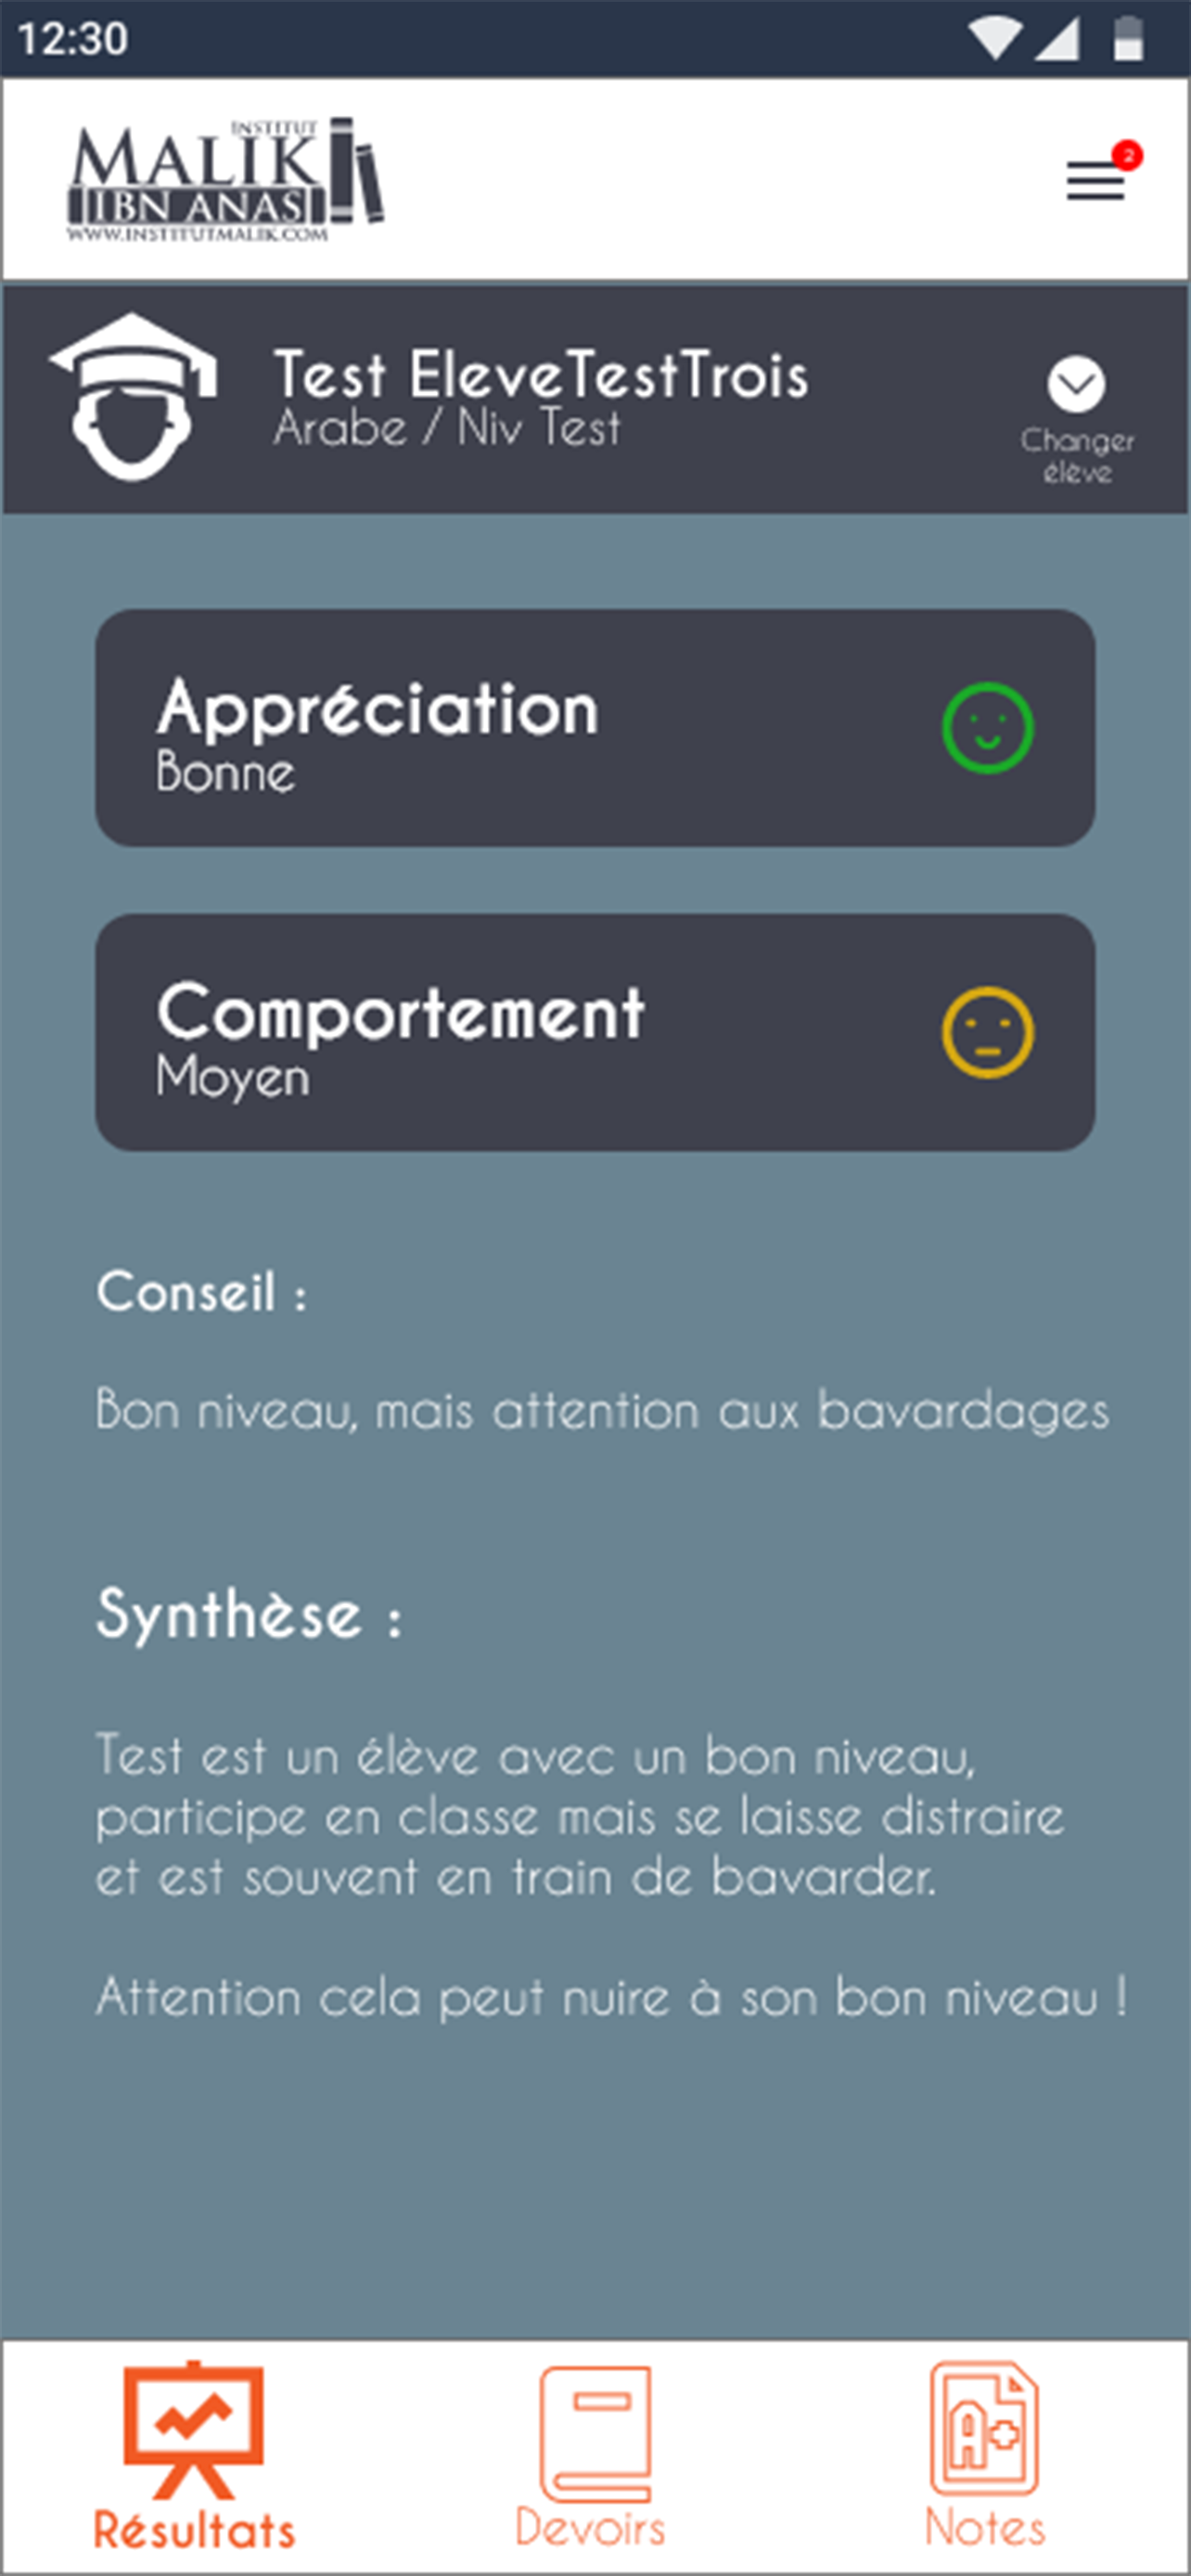 12:30
INSTITUT
MALIK
IBN ANAS
WWW.INSTITUTMALIK.COM
2
Test EleveTestTrois
Arabe / Niv Test
Changer
élève
Appréciation
Bonne
Comportement
Moyen
Conseil :
Bon niveau, mais attention aux bavardages
Synthèse :
Test est un élève avec un bon niveau,
participe en classe mais se laisse distraire
et est souvent en train de bavarder.
Attention cela peut nuire à son bon niveau !
A+
Résultats
Devoirs
Notes